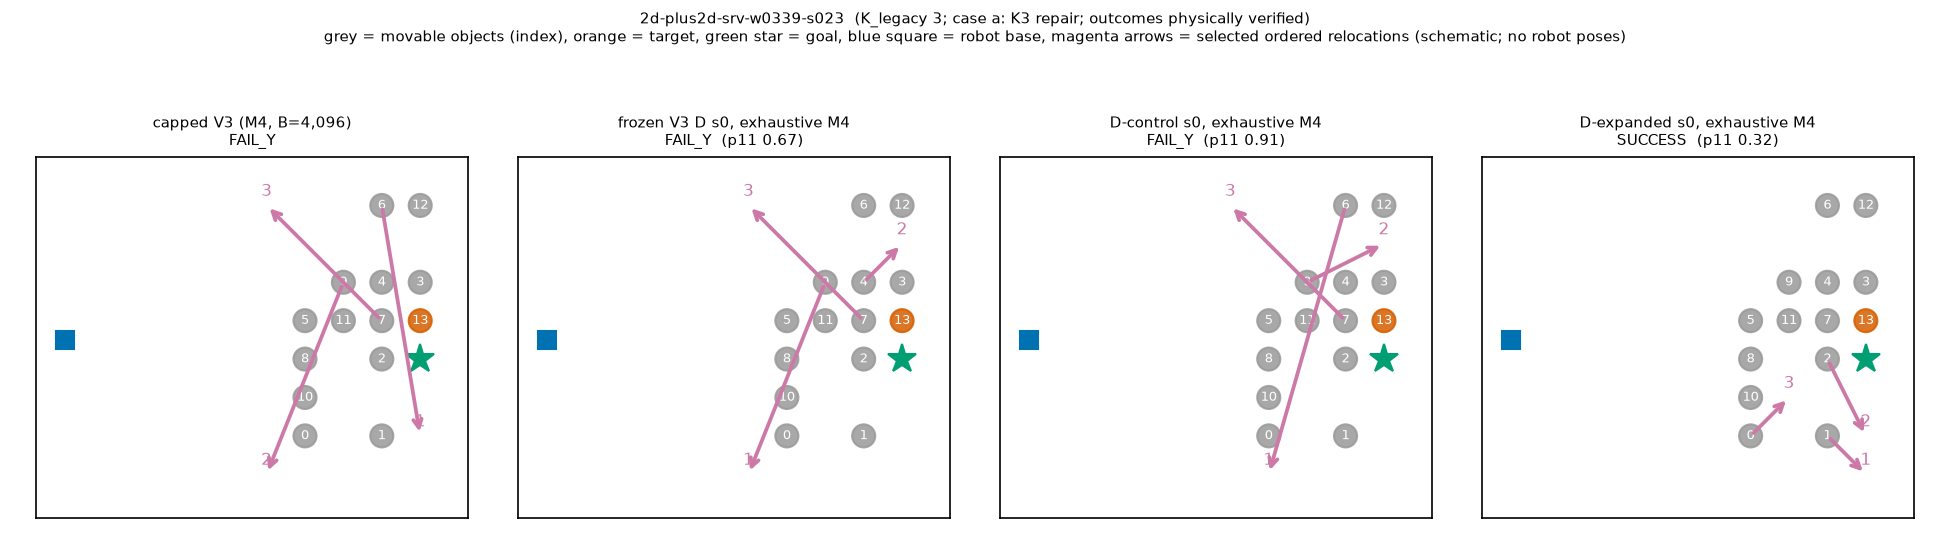 2d-plus2d-srv-w0339-s023  (K_legacy 3; case a: K3 repair; outcomes physically verified)
grey = movable objects (index), orange = target, green star = goal, blue square = robot base, magenta arrows = selected ordered relocations (schematic; no robot poses)
capped V3 (M4, B=4,096)
FAIL_Y
3
6 12
4 3
5 11 7 13
8 2
10
1
0 1
2
frozen V3 D s0, exhaustive M4
FAIL_Y  (p11 0.67)
3
6 12
2
4 3
5 11 7 13
8 2
10
0 1
1
D-control s0, exhaustive M4
FAIL_Y  (p11 0.91)
3
6 12
2
4 3
5 11 7 13
8 2
10
0 1
1
D-expanded s0, exhaustive M4
SUCCESS  (p11 0.32)
6 12
9 4 3
5 11 7 13
8 2
3
10
2
0 1
1